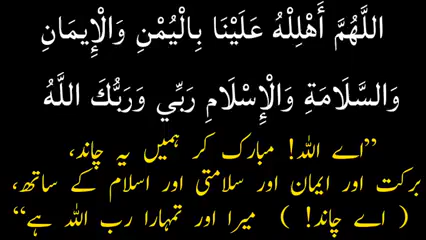 اللَّهُمَّ أَهْلِلْهُ عَلَيْنَا بِالْيُمْنِ وَالْإِيمَانِ
وَالسَّلَامَةِ وَالْإِسْلَامِ رَبِّي وَرَبُّكَ اللَّهُ
”اے اللہ! مبارک کر ہمیں یہ چاند،
برکت اور ایمان اور سلامتی اور اسلام کے ساتھ،
( اے چاند! ) میرا اور تمہارا رب اللہ ہے“